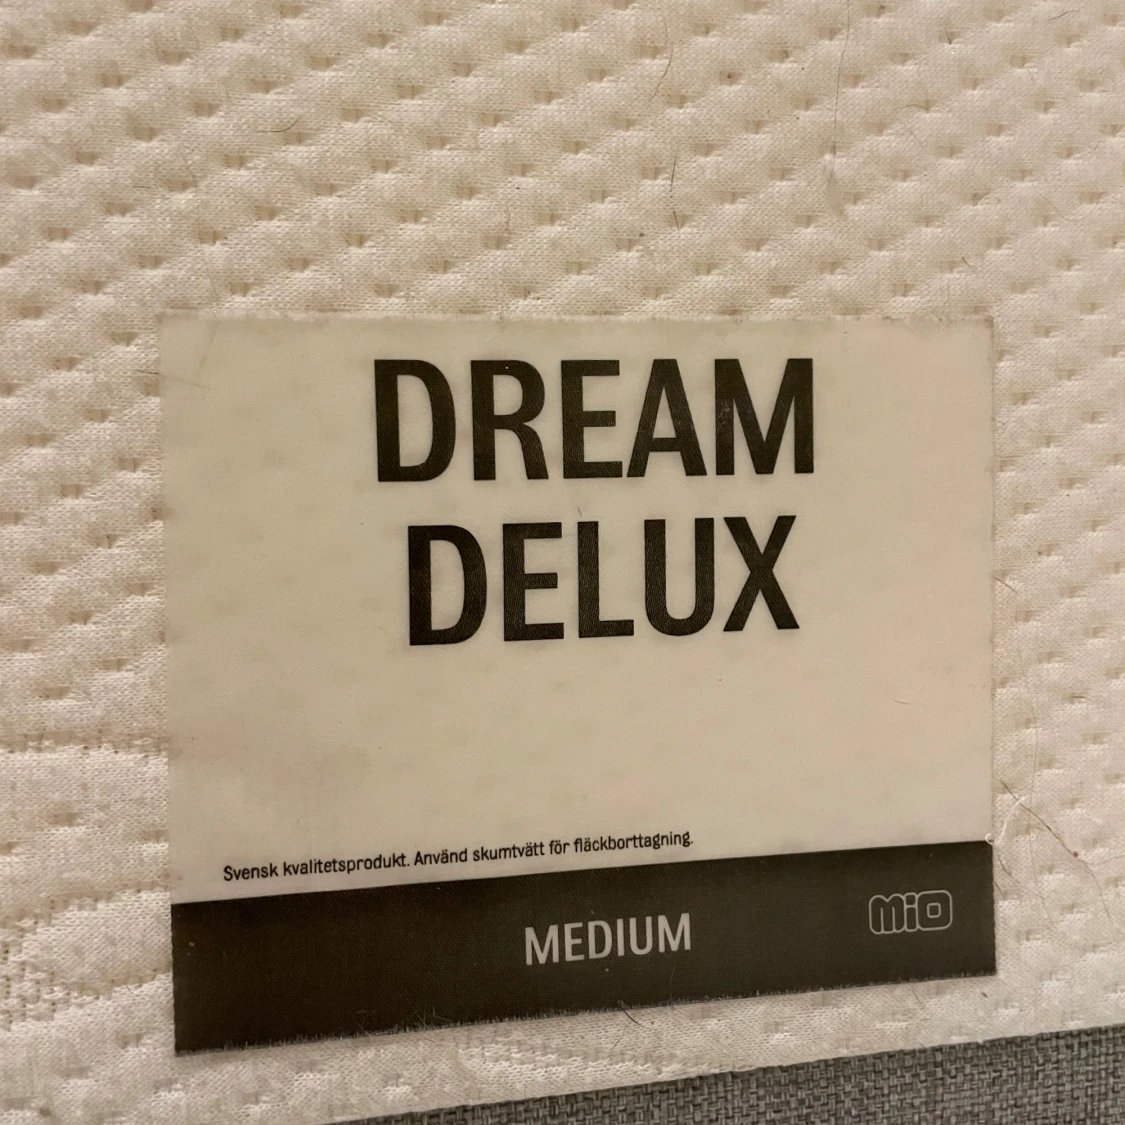 DREAM
DELUX
Svensk kvalitetsprodukt. Använd skumtvätt för fläckborttagning.
MEDIUM
MiO